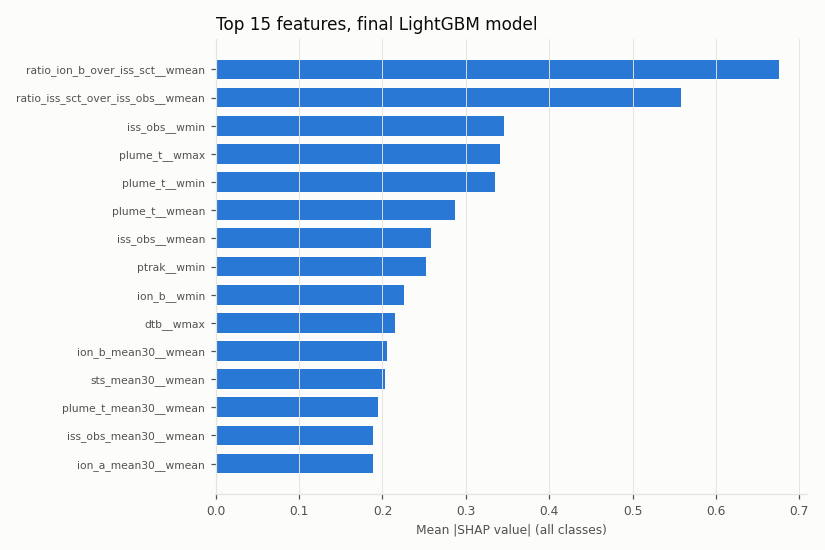 Top 15 features, final LightGBM model
ratio_ion_b_over_iss_sct__wmean
ratio_iss_sct_over_iss_obs__wmean
iss_obs__wmin
plume_t__wmax
plume_t__wmin
plume_t__wmean
iss_obs__wmean
ptrak__wmin
ion_b__wmin
dtb__wmax
ion_b_mean30__wmean
sts_mean30__wmean
plume_t_mean30__wmean
iss_obs_mean30__wmean
ion_a_mean30__wmean
0.0 0.1 0.2 0.3 0.4 0.5 0.6 0.7
Mean |SHAP value| (all classes)